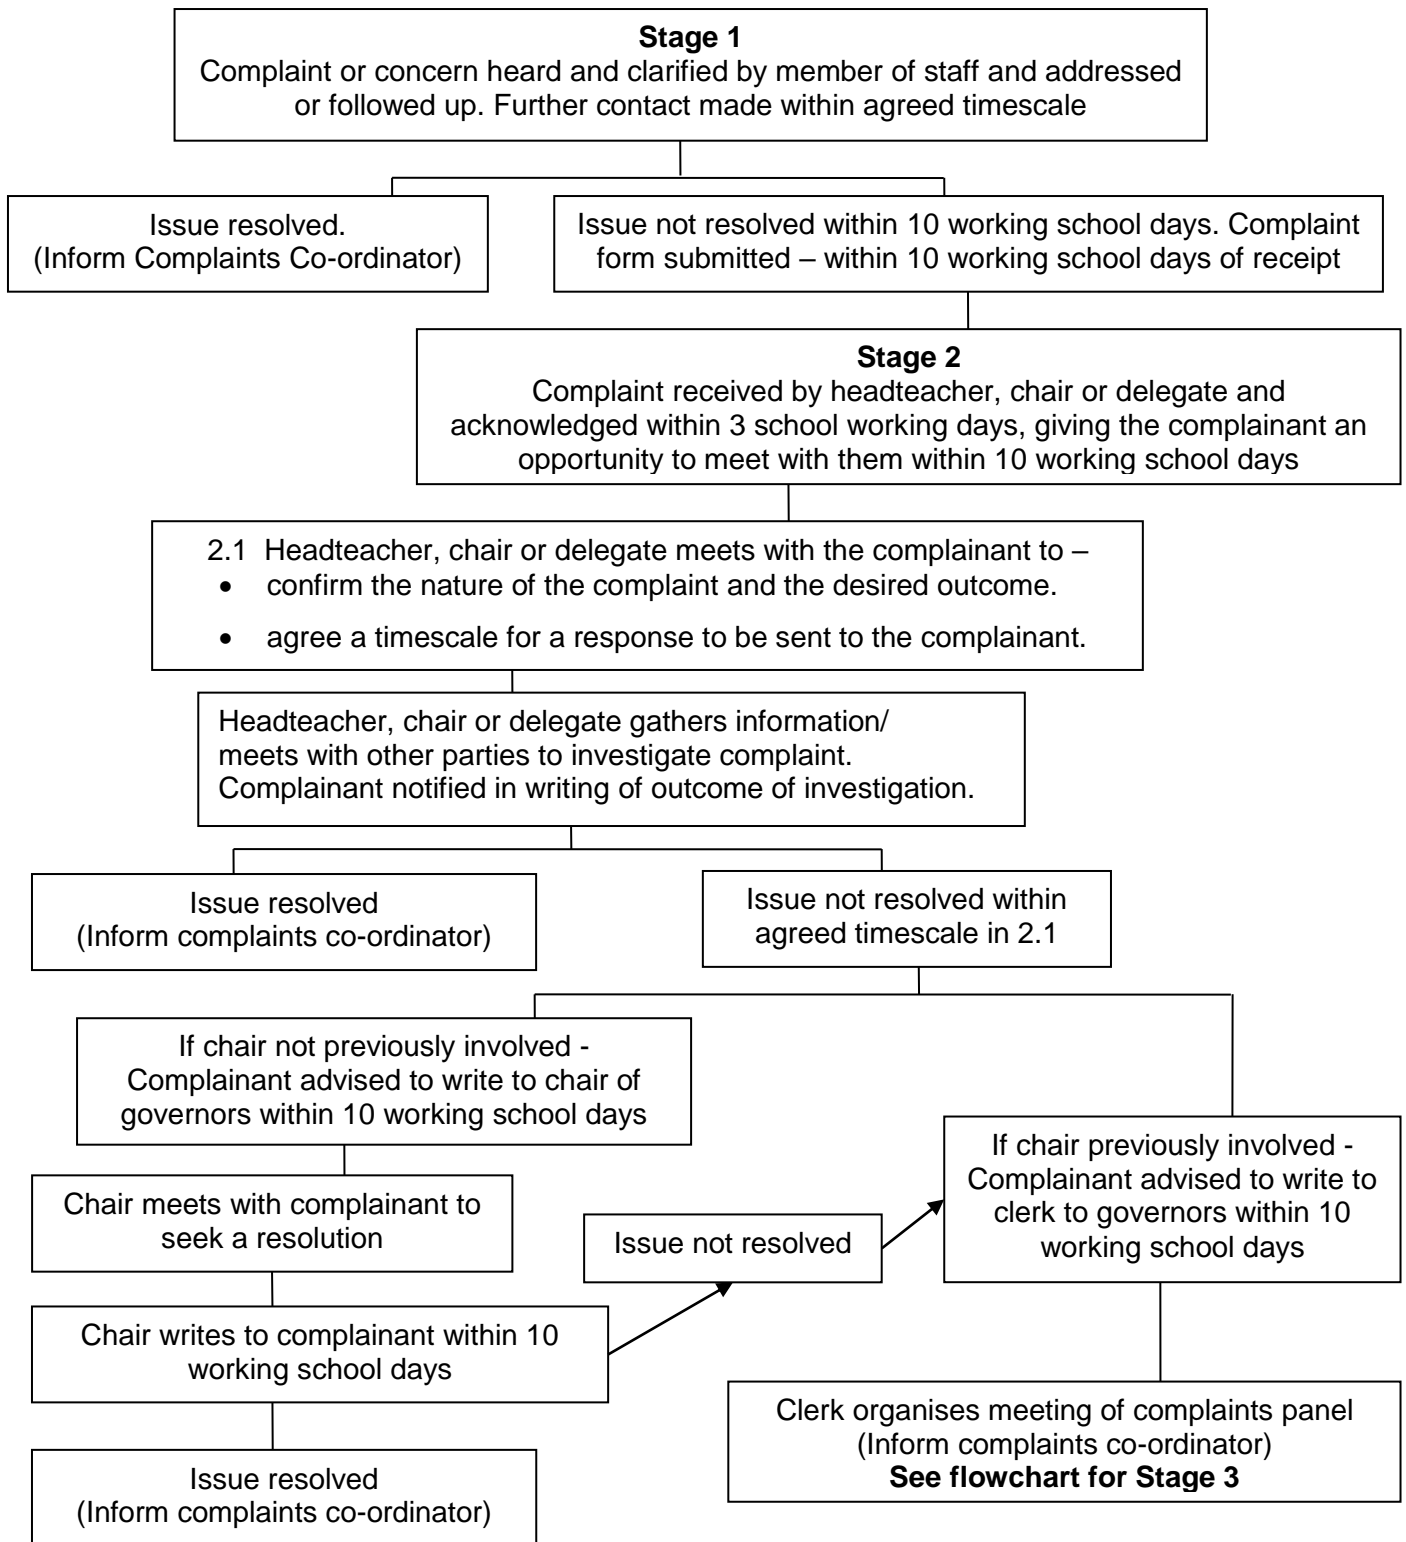 Stage 1
Complaint or concern heard and clarified by member of staff and addressed
or followed up. Further contact made within agreed timescale
Issue resolved.
(Inform Complaints Co-ordinator)
Issue not resolved within 10 working school days. Complaint
form submitted – within 10 working school days of receipt
Stage 2
Complaint received by headteacher, chair or delegate and
acknowledged within 3 school working days, giving the complainant an
opportunity to meet with them within 10 working school days
2.1 Headteacher, chair or delegate meets with the complainant to –
• confirm the nature of the complaint and the desired outcome.
• agree a timescale for a response to be sent to the complainant.
Headteacher, chair or delegate gathers information/
meets with other parties to investigate complaint.
Complainant notified in writing of outcome of investigation.
Issue resolved
(Inform complaints co-ordinator)
Issue not resolved within
agreed timescale in 2.1
If chair not previously involved -
Complainant advised to write to chair of
governors within 10 working school days
Chair meets with complainant to
seek a resolution
Chair writes to complainant within 10
working school days
Issue resolved
(Inform complaints co-ordinator)
Issue not resolved
If chair previously involved -
Complainant advised to write to
clerk to governors within 10
working school days
Clerk organises meeting of complaints panel
(Inform complaints co-ordinator)
See flowchart for Stage 3